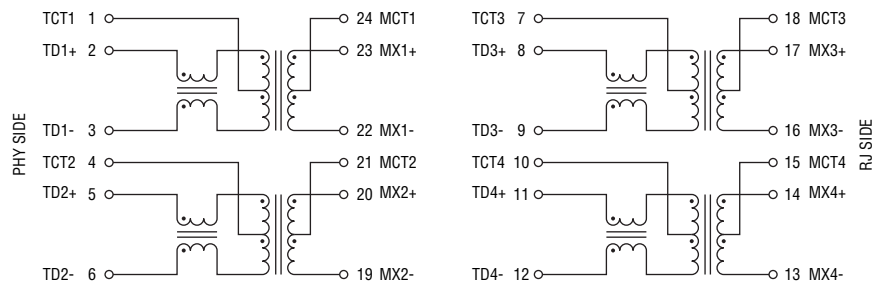 TCT1 1
24 MCT1
TD1+ 2
23 MX1+
TD1- 3
22 MX1-
TCT2 4
21 MCT2
TD2+ 5
20 MX2+
TD2- 6
19 MX2-
PHY SIDE
TCT3 7
18 MCT3
TD3+ 8
17 MX3+
TD3- 9
16 MX3-
TCT4 10
15 MCT4
TD4+ 11
14 MX4+
TD4- 12
13 MX4-
RJ SIDE